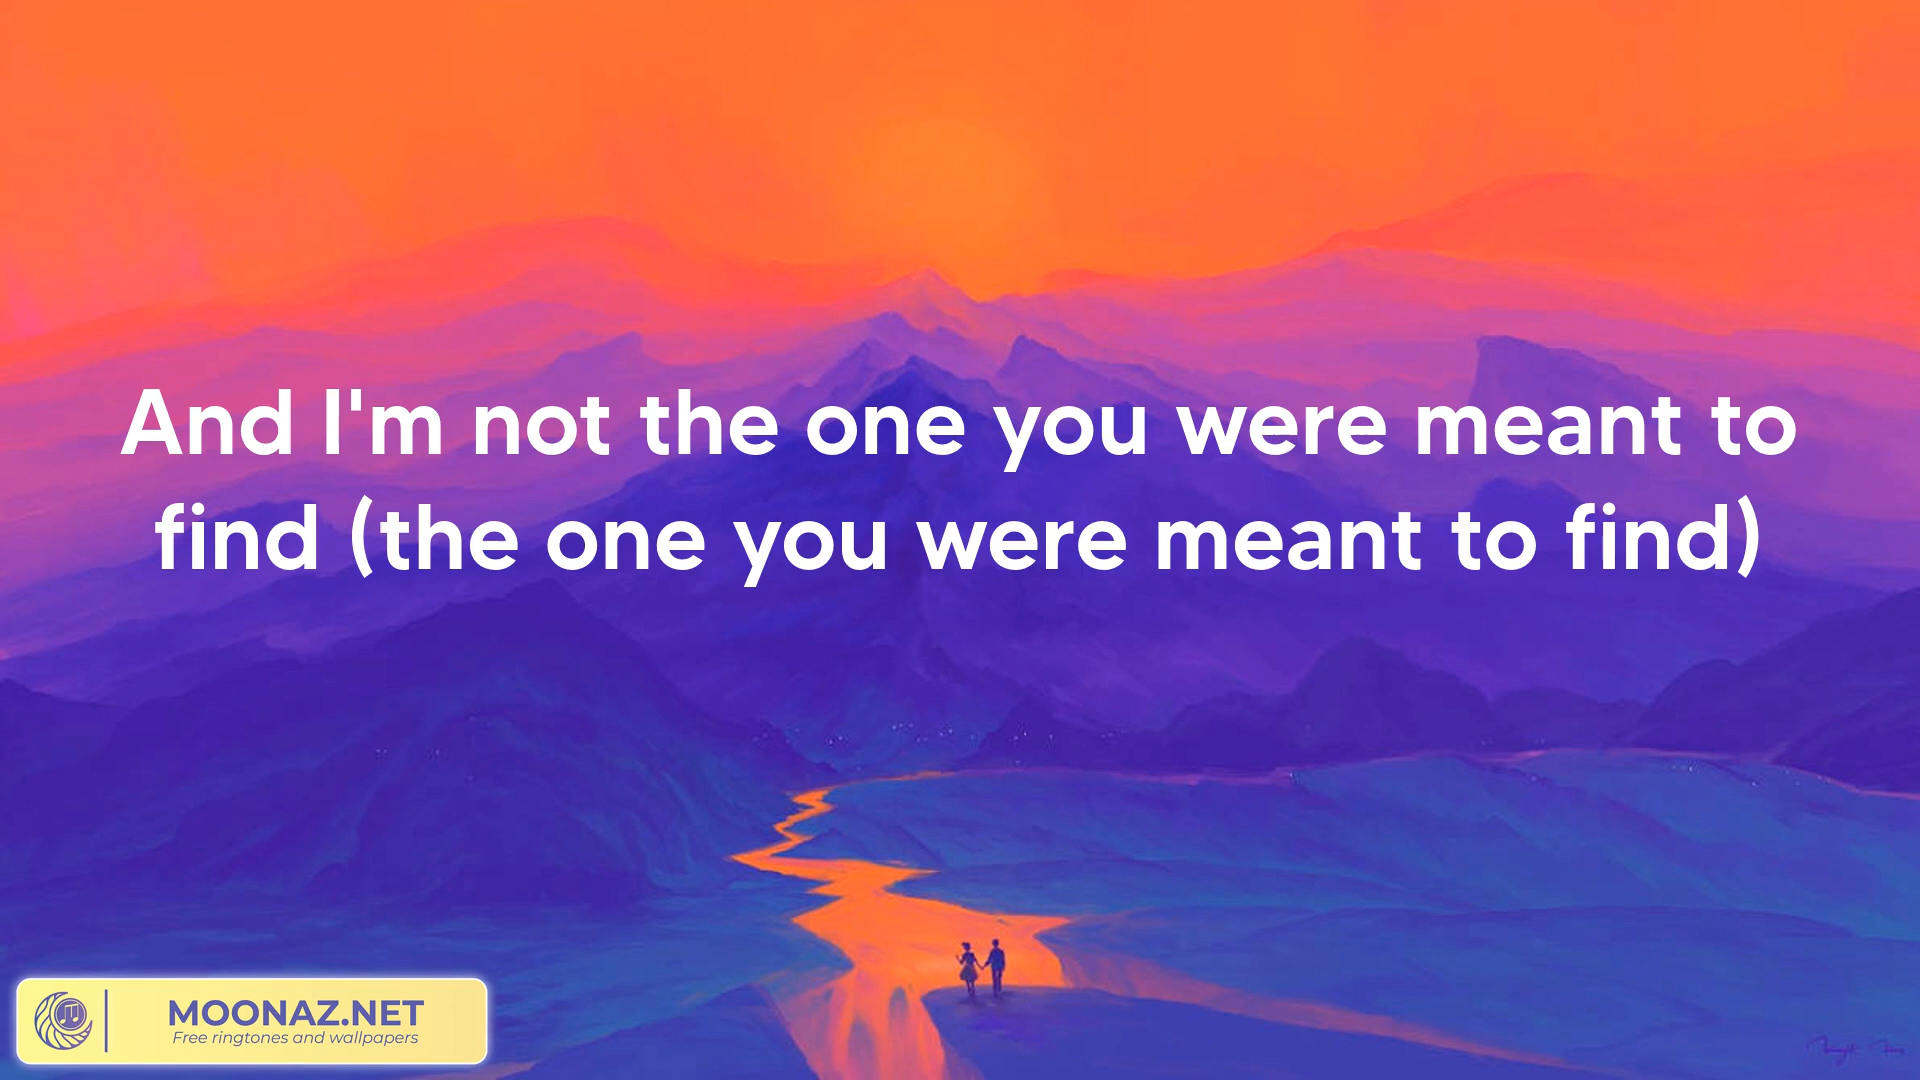 And I'm not the one you were meant to
find (the one you were meant to find)
MOONAZ.NET
Free ringtones and wallpapers